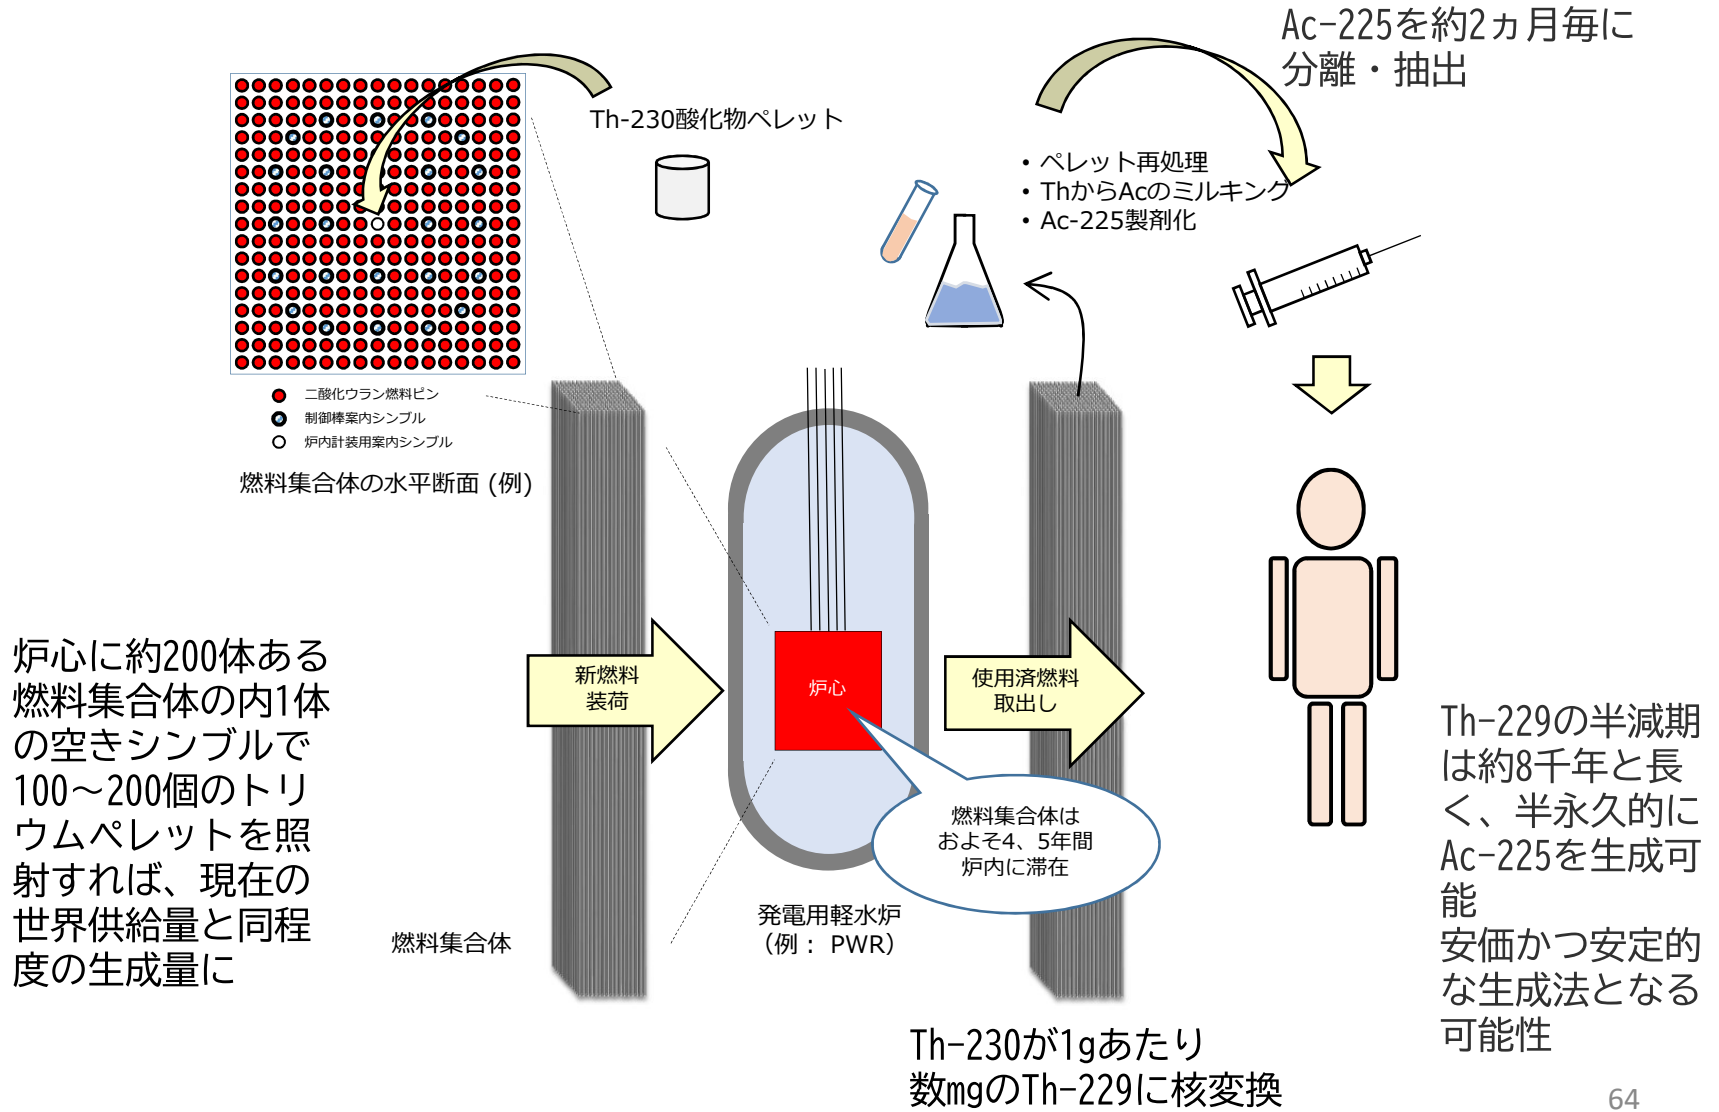 Ac-225を約2ヵ月毎に
分離・抽出
Th-230酸化物ペレット
・ペレット再処理
・ThからAcのミルキング
・Ac-225製剤化
二酸化ウラン燃料ピン
制御棒案内シンブル
炉内計装用案内シンブル
燃料集合体の水平断面 (例)
炉心に約200体ある
燃料集合体の内1体
の空きシンブルで
100～200個のトリ
ウムペレットを照
射すれば、現在の
世界供給量と同程
度の生成量に
新燃料
装荷
炉心
使用済燃料
取出し
燃料集合体は
およそ4、5年間
炉内に滞在
燃料集合体
発電用軽水炉
（例： PWR）
Th-229の半減期
は約8千年と長
く、半永久的に
Ac-225を生成可
能
安価かつ安定的
な生成法となる
可能性
Th-230が1gあたり
数mgのTh-229に核変換
64